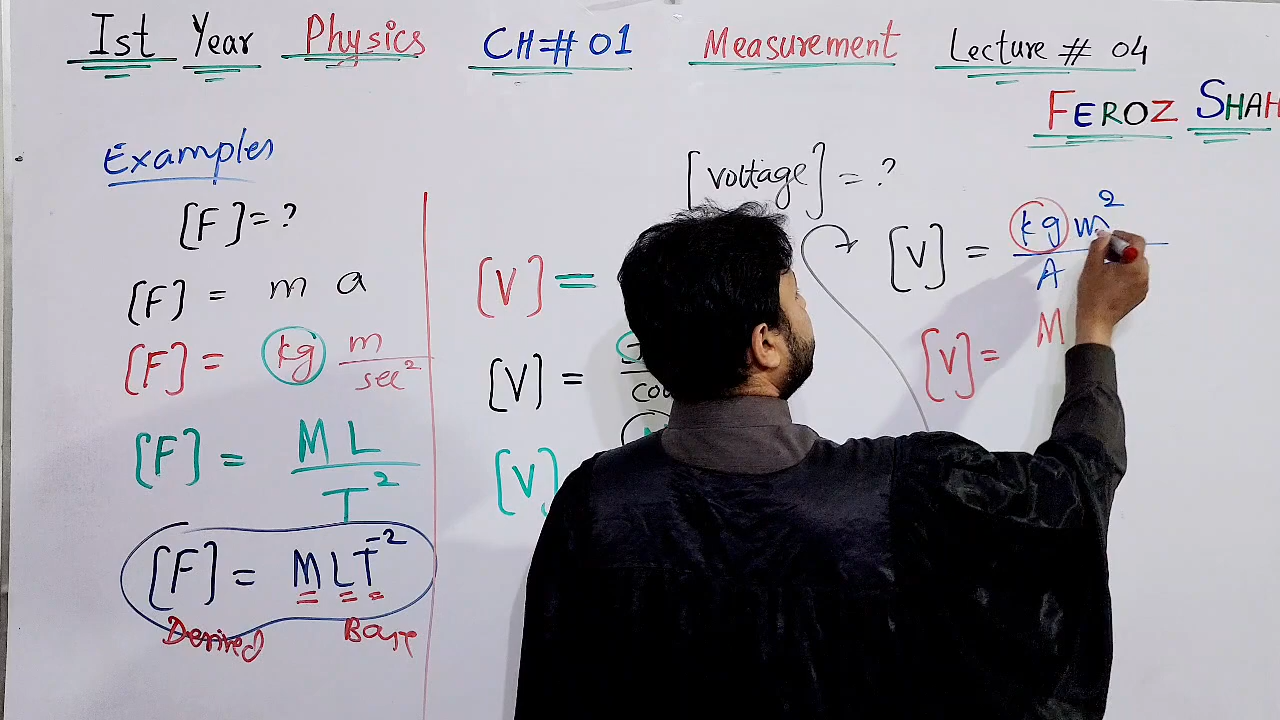 1st Year Physics CH# 01 Measurement Lecture # 04
FEROZ SHAH
Examples
[F] = ?
[F] = m a
[F] = kg m / sec²
[F] = M L / T²
[F] = M L T⁻²
Derived Base
[voltage] = ?
[V] =
[V] =
[V]
[V] = kg m² / A
[V] = M